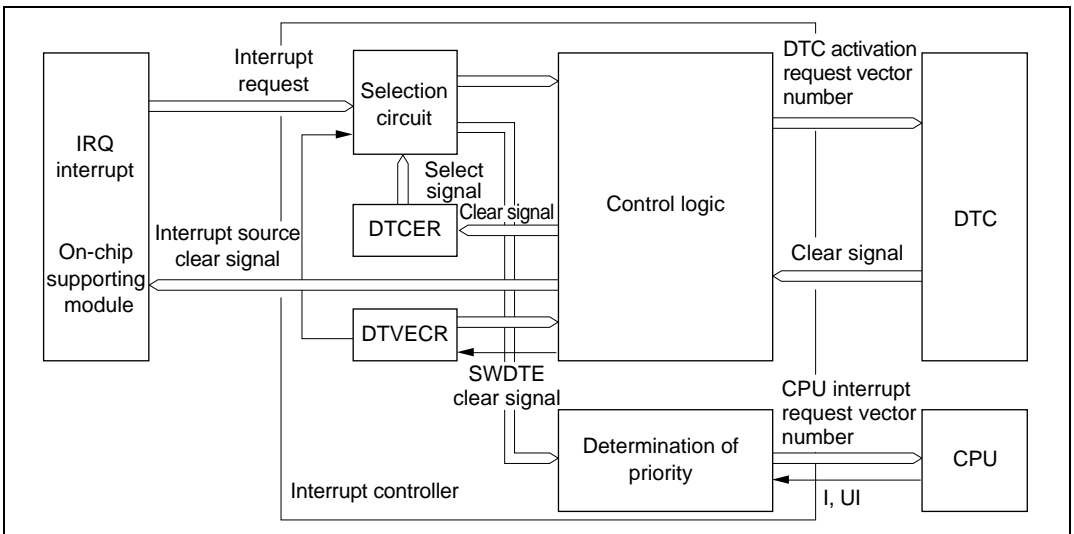 Interrupt
request
Selection
circuit
DTC activation
request vector
number
IRQ
interrupt
On-chip
supporting
module
Select
signal
Control logic
DTC
DTCER
Clear signal
Interrupt source
clear signal
Clear signal
DTVECR
SWDTE
clear signal
CPU interrupt
request vector
number
Determination of
priority
CPU
I, UI
Interrupt controller